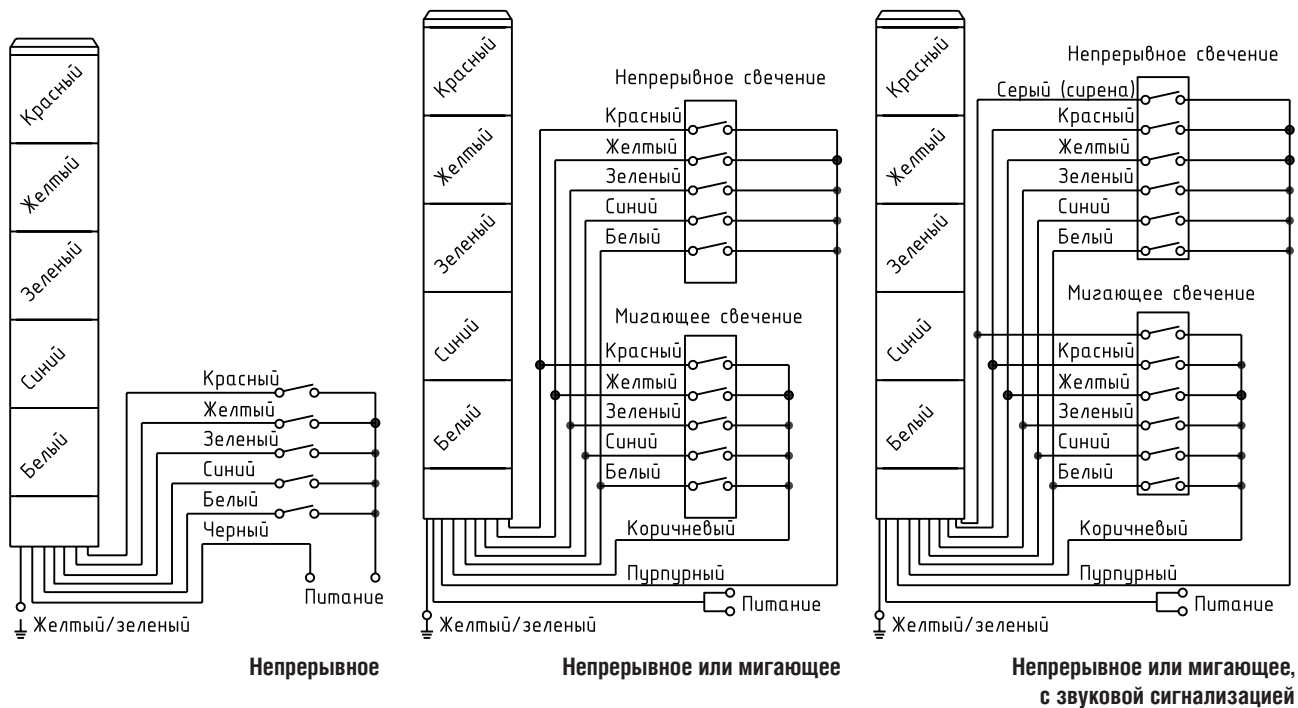 Красный
Желтый
Зеленый
Синий
Белый
Красный
Желтый
Зеленый
Синий
Белый
Черный
Питание
Желтый/зеленый
Непрерывное
Красный
Желтый
Зеленый
Синий
Белый
Непрерывное свечение
Красный
Желтый
Зеленый
Синий
Белый
Мигающее свечение
Красный
Желтый
Зеленый
Синий
Белый
Коричневый
Пурпурный
Питание
Желтый/зеленый
Непрерывное или мигающее
Красный
Желтый
Зеленый
Синий
Белый
Непрерывное свечение
Серый (сирена)
Красный
Желтый
Зеленый
Синий
Белый
Мигающее свечение
Красный
Желтый
Зеленый
Синий
Белый
Коричневый
Пурпурный
Питание
Желтый/зеленый
Непрерывное или мигающее,
с звуковой сигнализацией